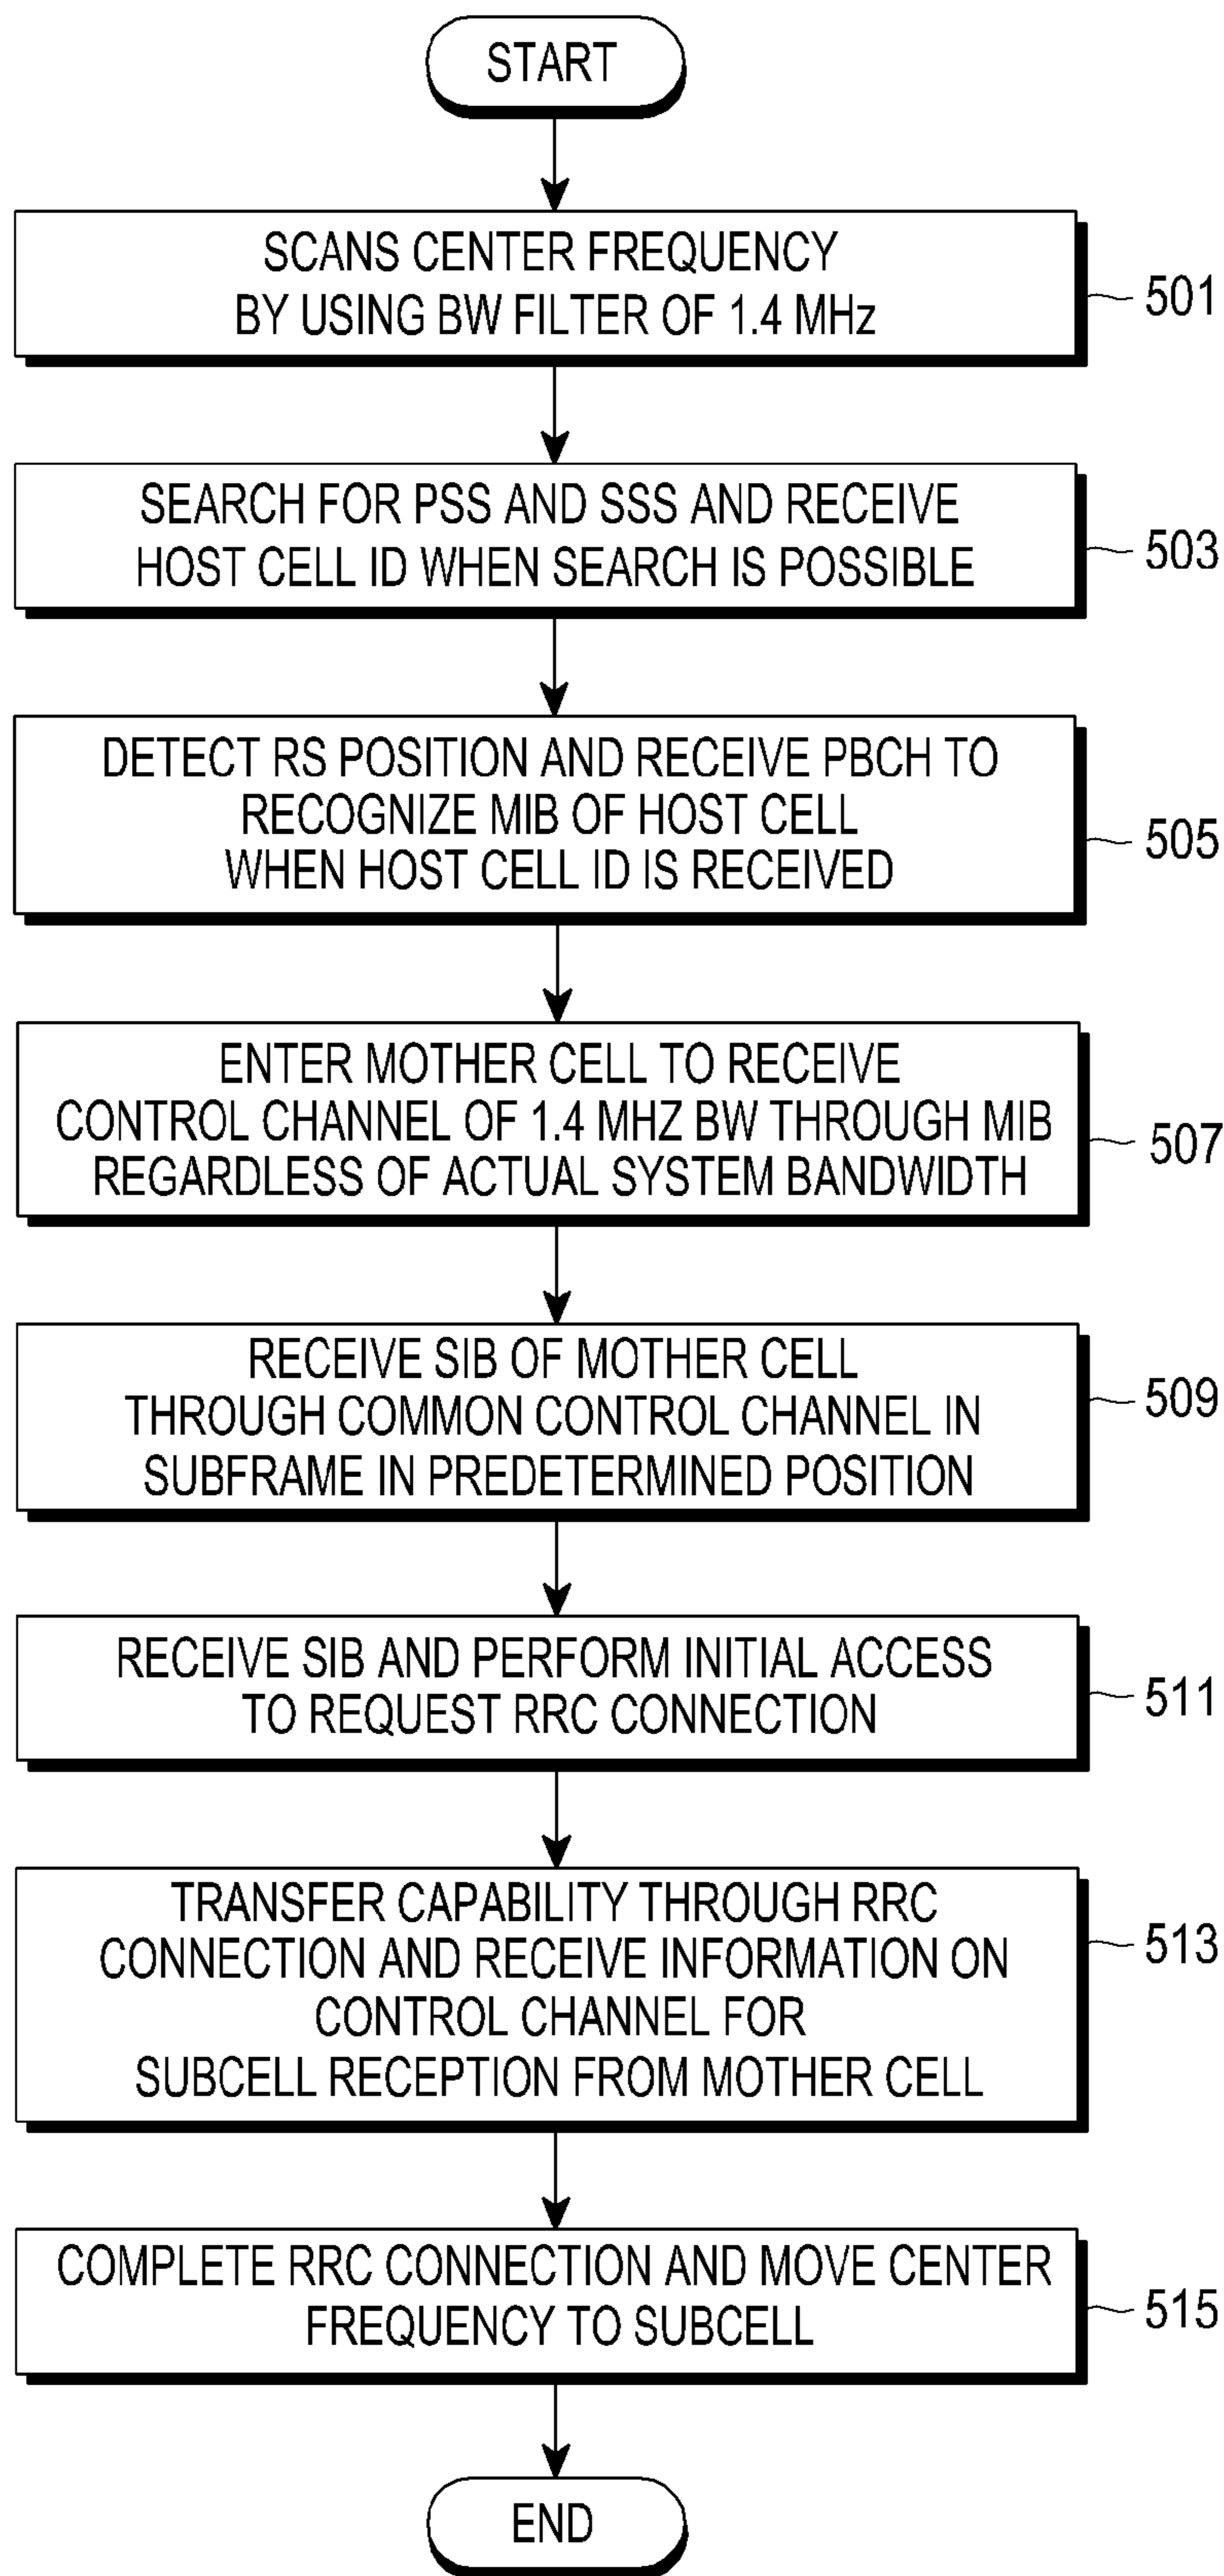 START
SCANS CENTER FREQUENCY
BY USING BW FILTER OF 1.4 MHz
501
SEARCH FOR PSS AND SSS AND RECEIVE
HOST CELL ID WHEN SEARCH IS POSSIBLE
503
DETECT RS POSITION AND RECEIVE PBCH TO
RECOGNIZE MIB OF HOST CELL
WHEN HOST CELL ID IS RECEIVED
505
ENTER MOTHER CELL TO RECEIVE
CONTROL CHANNEL OF 1.4 MHZ BW THROUGH MIB
REGARDLESS OF ACTUAL SYSTEM BANDWIDTH
507
RECEIVE SIB OF MOTHER CELL
THROUGH COMMON CONTROL CHANNEL IN
SUBFRAME IN PREDETERMINED POSITION
509
RECEIVE SIB AND PERFORM INITIAL ACCESS
TO REQUEST RRC CONNECTION
511
TRANSFER CAPABILITY THROUGH RRC
CONNECTION AND RECEIVE INFORMATION ON
CONTROL CHANNEL FOR
SUBCELL RECEPTION FROM MOTHER CELL
513
COMPLETE RRC CONNECTION AND MOVE CENTER
FREQUENCY TO SUBCELL
515
END